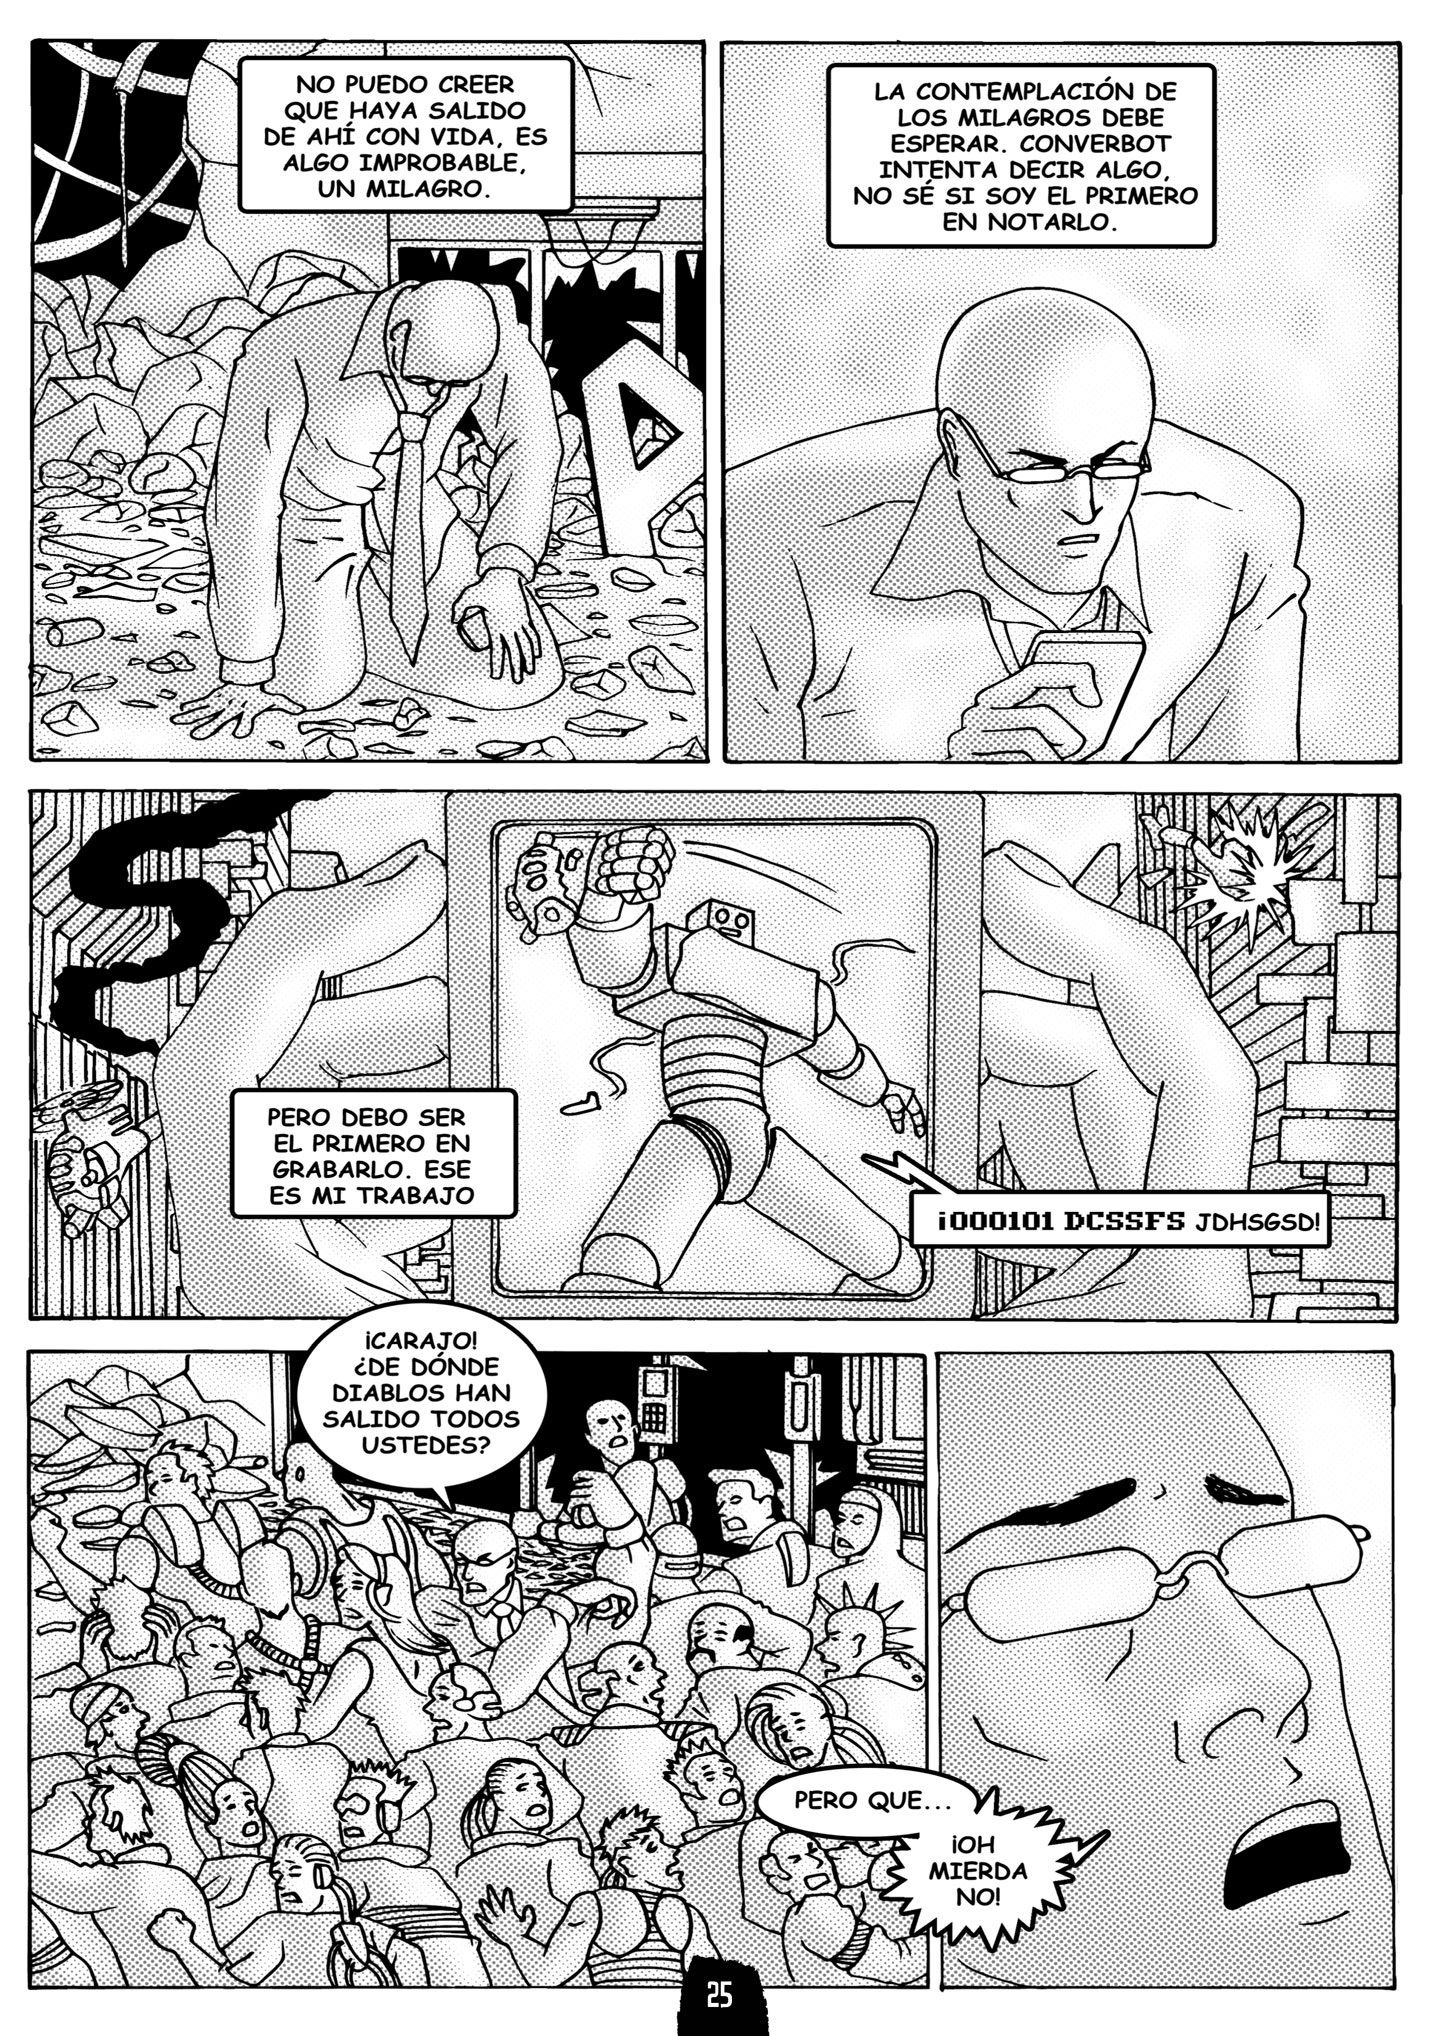 NO PUEDO CREER
QUE HAYA SALIDO
DE AHÍ CON VIDA, ES
ALGO IMPROBABLE,
UN MILAGRO.
LA CONTEMPLACIÓN DE
LOS MILAGROS DEBE
ESPERAR. CONVERBOT
INTENTA DECIR ALGO,
NO SÉ SI SOY EL PRIMERO
EN NOTARLO.
PERO DEBO SER
EL PRIMERO EN
GRABARLO. ESE
ES MI TRABAJO
¡000101 DCSSFS JDHSGSD!
¡CARAJO!
¿DE DÓNDE
DIABLOS HAN
SALIDO TODOS
USTEDES?
PERO QUE...
¡OH
MIERDA
NO!
25